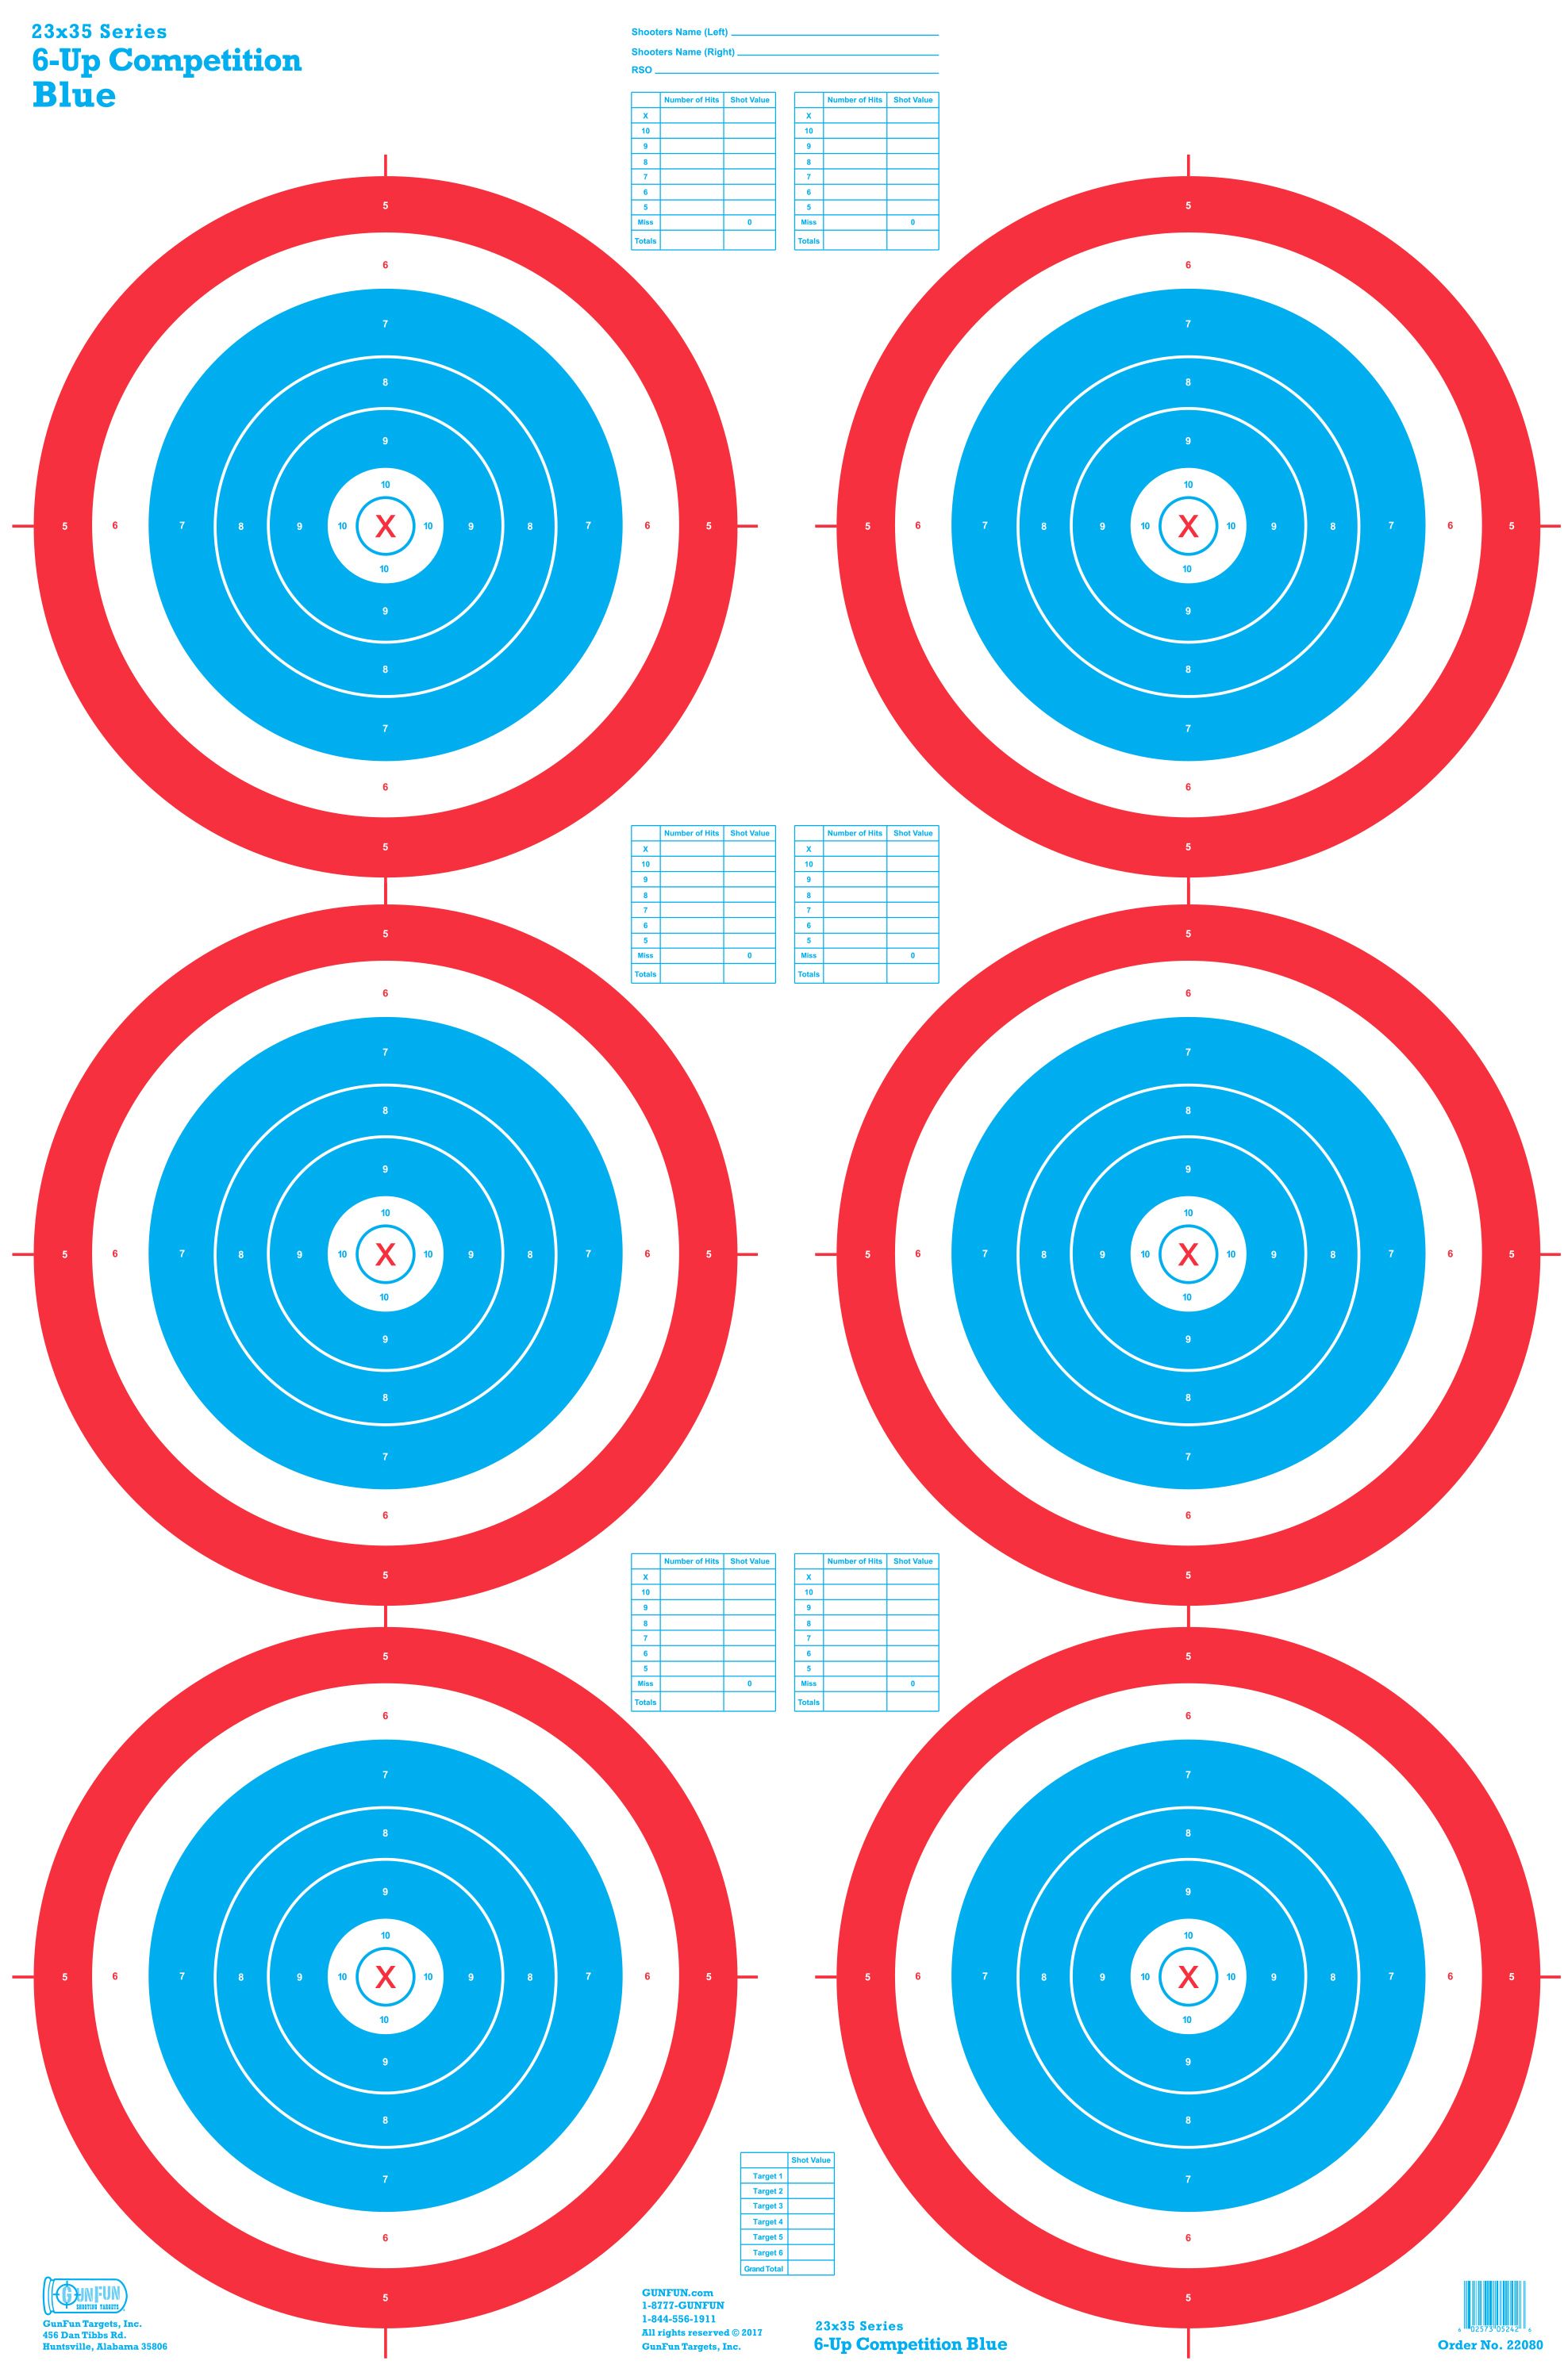 23x35 Series
6-Up Competition
Blue
Shooters Name (Left)
Shooters Name (Right)
RSO
Number of Hits Shot Value
X
10
9
8
7
6
5
Miss 0
Totals
Number of Hits Shot Value
X
10
9
8
7
6
5
Miss 0
Totals
5
6
7
8
9
10
5 6 7 8 9 10 X 10 9 8 7 6 5
10
9
8
7
6
5
5
6
7
8
9
10
5 6 7 8 9 10 X 10 9 8 7 6 5
10
9
8
7
6
5
Number of Hits Shot Value
X
10
9
8
7
6
5
Miss 0
Totals
Number of Hits Shot Value
X
10
9
8
7
6
5
Miss 0
Totals
5
6
7
8
9
10
5 6 7 8 9 10 X 10 9 8 7 6 5
10
9
8
7
6
5
5
6
7
8
9
10
5 6 7 8 9 10 X 10 9 8 7 6 5
10
9
8
7
6
5
Number of Hits Shot Value
X
10
9
8
7
6
5
Miss 0
Totals
Number of Hits Shot Value
X
10
9
8
7
6
5
Miss 0
Totals
5
6
7
8
9
10
5 6 7 8 9 10 X 10 9 8 7 6 5
10
9
8
7
6
5
5
6
7
8
9
10
5 6 7 8 9 10 X 10 9 8 7 6 5
10
9
8
7
6
5
Shot Value
Target 1
Target 2
Target 3
Target 4
Target 5
Target 6
Grand Total
GUNFUN
SHOOTING TARGETS
GunFun Targets, Inc.
456 Dan Tibbs Rd.
Huntsville, Alabama 35806
GUNFUN.com
1-8777-GUNFUN
1-844-556-1911
All rights reserved © 2017
GunFun Targets, Inc.
23x35 Series
6-Up Competition Blue
6 02573 05242 6
Order No. 22080